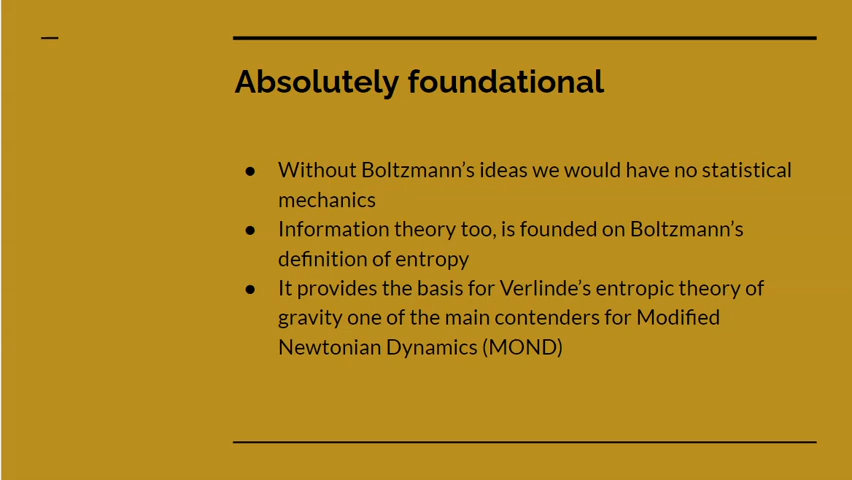 Absolutely foundational
● Without Boltzmann’s ideas we would have no statistical
mechanics
● Information theory too, is founded on Boltzmann’s
definition of entropy
● It provides the basis for Verlinde’s entropic theory of
gravity one of the main contenders for Modified
Newtonian Dynamics (MOND)